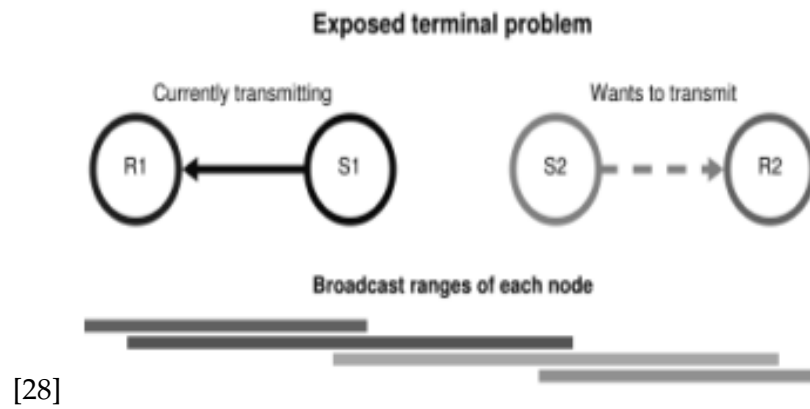 Exposed terminal problem
Currently transmitting
Wants to transmit
R1
S1
S2
R2
Broadcast ranges of each node
[28]